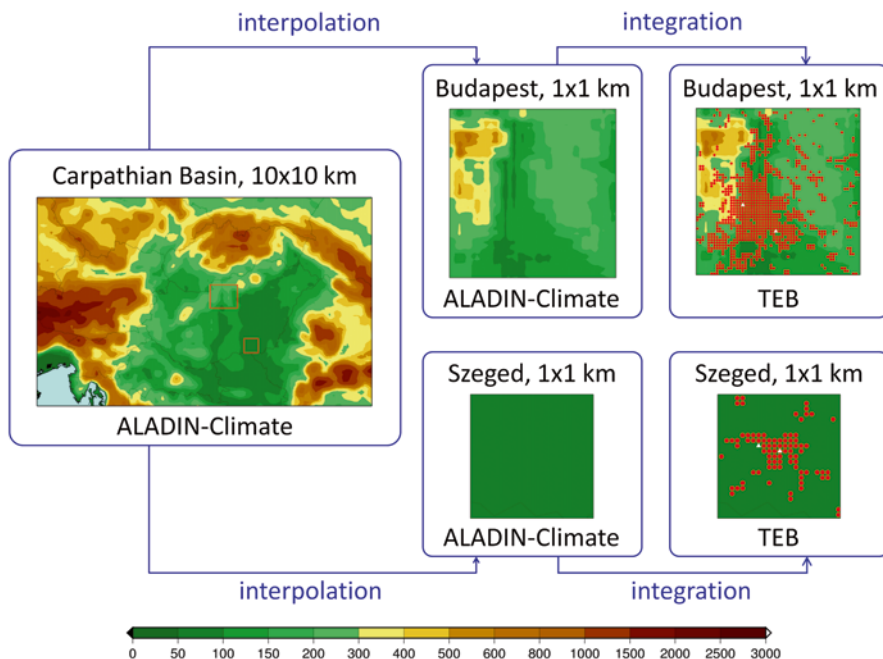 interpolation
integration
Budapest, 1x1 km
Budapest, 1x1 km
Carpathian Basin, 10x10 km
ALADIN-Climate
TEB
Szeged, 1x1 km
Szeged, 1x1 km
ALADIN-Climate
ALADIN-Climate
TEB
interpolation
integration
0 50 100 150 200 300 400 500 600 800 1000 1500 2000 2500 3000